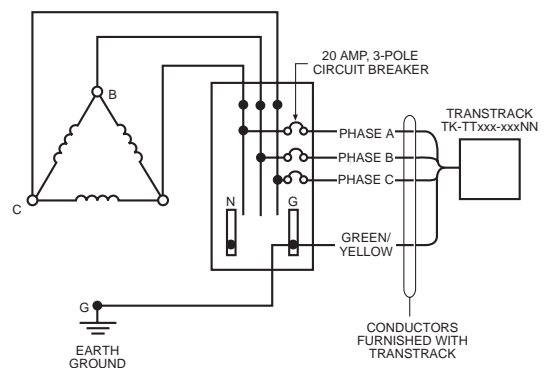 20 AMP, 3-POLE
CIRCUIT BREAKER
B
TRANSTRACK
TK-TTxxx-xxxNN
PHASE A
PHASE B
PHASE C
C
N
G
GREEN/
YELLOW
G
EARTH
GROUND
CONDUCTORS
FURNISHED WITH
TRANSTRACK